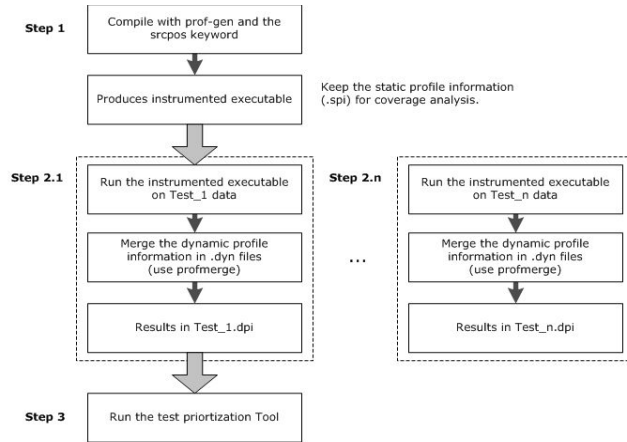 Step 1
Compile with prof-gen and the
srcpos keyword
Produces instrumented executable
Keep the static profile information
(.spi) for coverage analysis.
Step 2.1
Run the instrumented executable
on Test_1 data
Merge the dynamic profile
information in .dyn files
(use profmerge)
Results in Test_1.dpi
...
Step 2.n
Run the instrumented executable
on Test_n data
Merge the dynamic profile
information in .dyn files
(use profmerge)
Results in Test_n.dpi
Step 3
Run the test priortization Tool